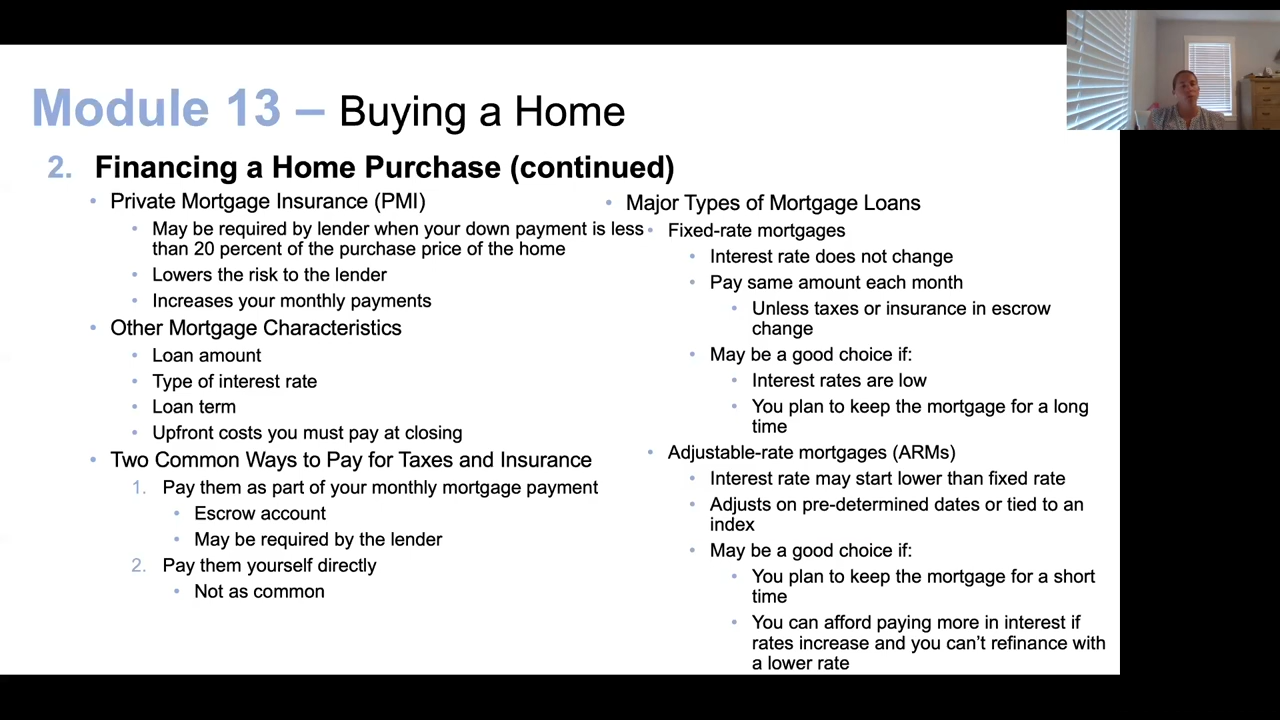 Module 13 – Buying a Home
2. Financing a Home Purchase (continued)
• Private Mortgage Insurance (PMI)
• May be required by lender when your down payment is less
than 20 percent of the purchase price of the home
• Lowers the risk to the lender
• Increases your monthly payments
• Other Mortgage Characteristics
• Loan amount
• Type of interest rate
• Loan term
• Upfront costs you must pay at closing
• Two Common Ways to Pay for Taxes and Insurance
1. Pay them as part of your monthly mortgage payment
• Escrow account
• May be required by the lender
2. Pay them yourself directly
• Not as common
• Major Types of Mortgage Loans
• Fixed-rate mortgages
• Interest rate does not change
• Pay same amount each month
• Unless taxes or insurance in escrow
change
• May be a good choice if:
• Interest rates are low
• You plan to keep the mortgage for a long
time
• Adjustable-rate mortgages (ARMs)
• Interest rate may start lower than fixed rate
• Adjusts on pre-determined dates or tied to an
index
• May be a good choice if:
• You plan to keep the mortgage for a short
time
• You can afford paying more in interest if
rates increase and you can’t refinance with
a lower rate